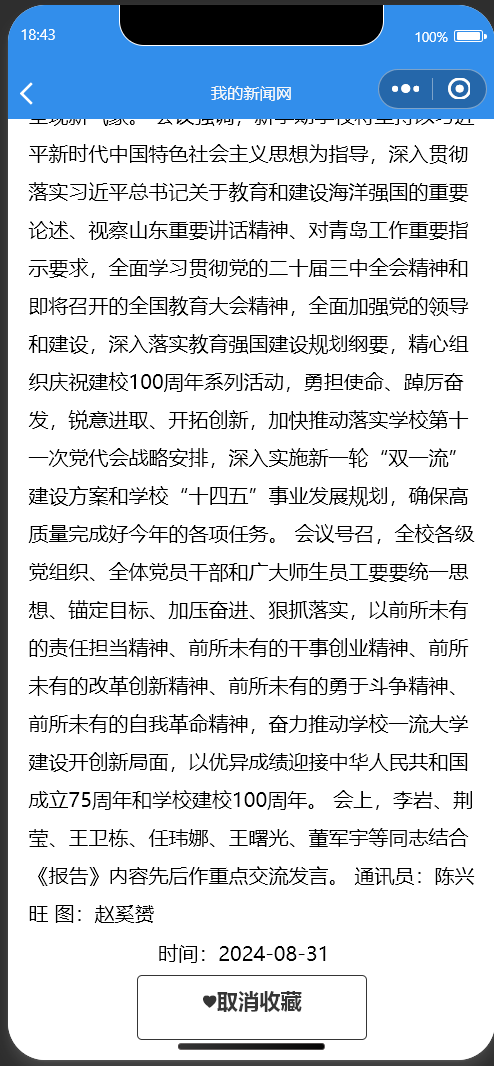 18:43
100%
我的新闻网
平新时代中国特色社会主义思想为指导，深入贯彻
落实习近平总书记关于教育和建设海洋强国的重要
论述、视察山东重要讲话精神、对青岛工作重要指
示要求，全面学习贯彻党的二十届三中全会精神和
即将召开的全国教育大会精神，全面加强党的领导
和建设，深入落实教育强国建设规划纲要，精心组
织庆祝建校100周年系列活动，勇担使命、踔厉奋
发，锐意进取、开拓创新，加快推动落实学校第十
一次党代会战略安排，深入实施新一轮“双一流”
建设方案和学校“十四五”事业发展规划，确保高
质量完成好今年的各项任务。 会议号召，全校各级
党组织、全体党员干部和广大师生员工要要统一思
想、锚定目标、加压奋进、狠抓落实，以前所未有
的责任担当精神、前所未有的干事创业精神、前所
未有的改革创新精神、前所未有的勇于斗争精神、
前所未有的自我革命精神，奋力推动学校一流大学
建设开创新局面，以优异成绩迎接中华人民共和国
成立75周年和学校建校100周年。 会上，李岩、荆
莹、王卫栋、任玮娜、王曙光、董军宇等同志结合
《报告》内容先后作重点交流发言。 通讯员：陈兴
旺 图：赵奚赟
时间：2024-08-31
取消收藏